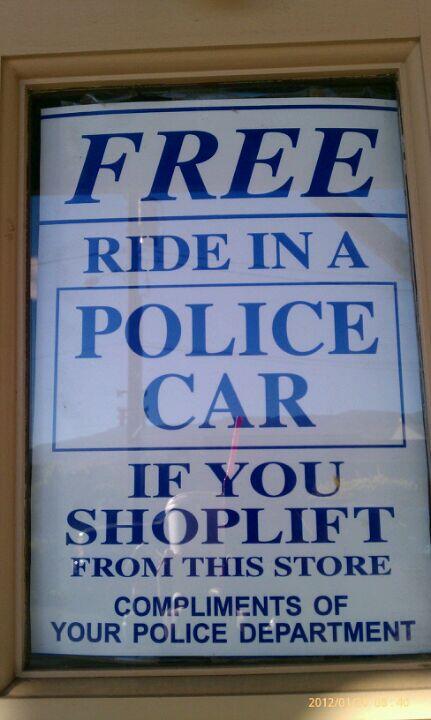 FREE
RIDE IN A
POLICE
CAR
IF YOU
SHOPLIFT
FROM THIS STORE
COMPLIMENTS OF
YOUR POLICE DEPARTMENT